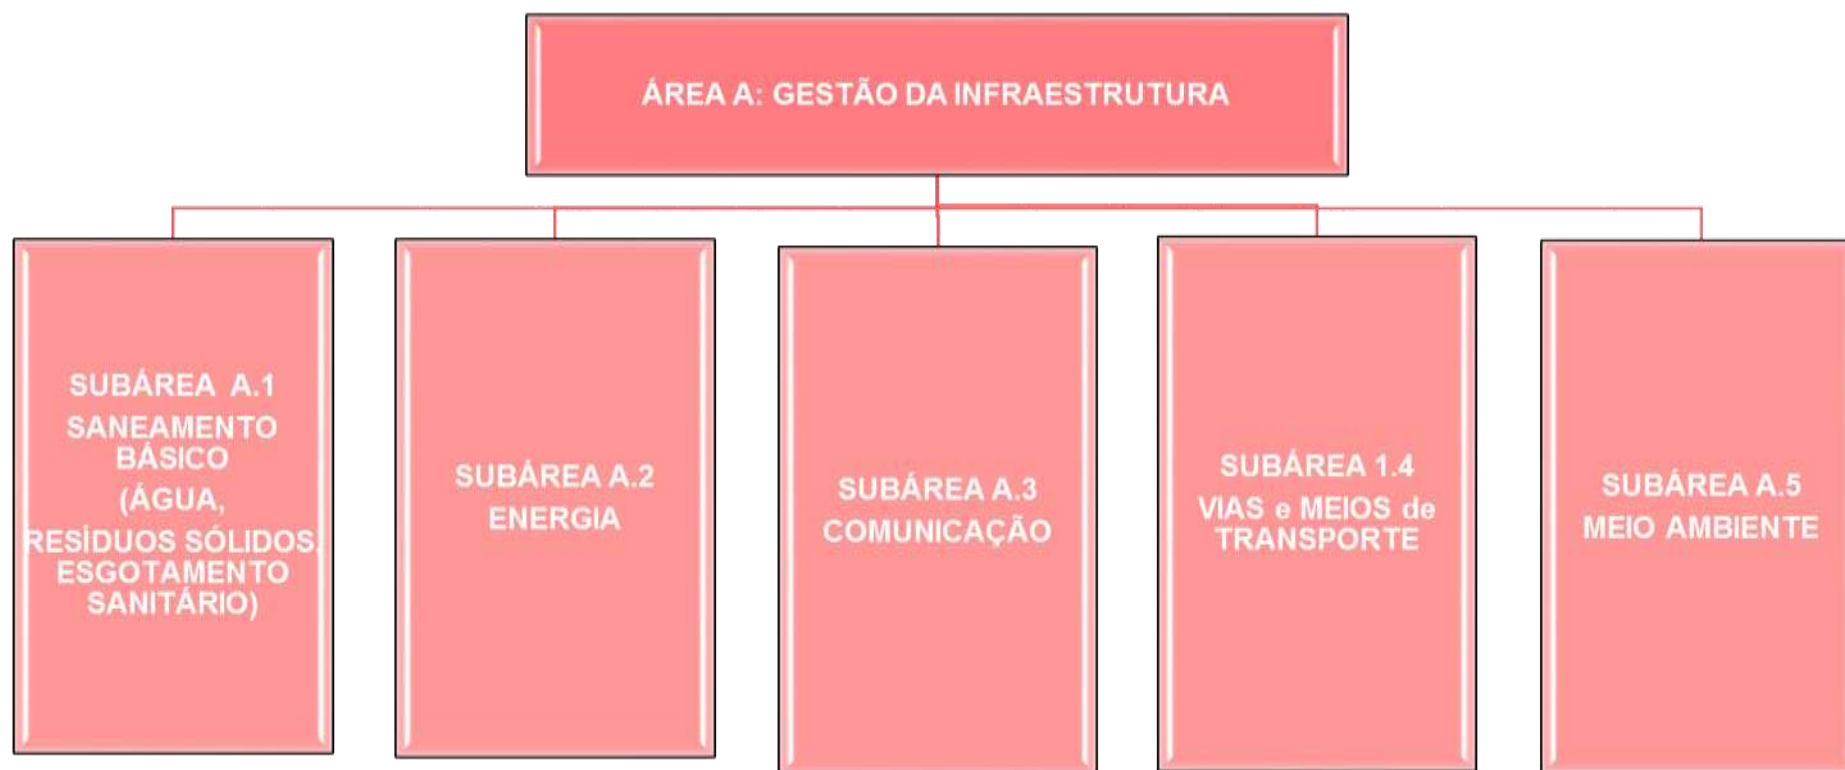 ÁREA A: GESTÃO DA INFRAESTRUTURA
SUBÁREA A.1
SANEAMENTO
BÁSICO
(ÁGUA,
RESÍDUOS SÓLIDOS,
ESGOTAMENTO
SANITÁRIO)
SUBÁREA A.2
ENERGIA
SUBÁREA A.3
COMUNICAÇÃO
SUBÁREA 1.4
VIAS e MEIOS de
TRANSPORTE
SUBÁREA A.5
MEIO AMBIENTE